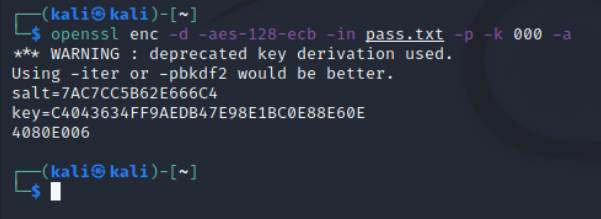 ┌──(kali㉿kali)-[~]
└─$ openssl enc -d -aes-128-ecb -in pass.txt -p -k 000 -a
*** WARNING : deprecated key derivation used.
Using -iter or -pbkdf2 would be better.
salt=7AC7CC5B62E666C4
key=C4043634FF9AEDB47E98E1BC0E88E60E
4080E006
┌──(kali㉿kali)-[~]
└─$